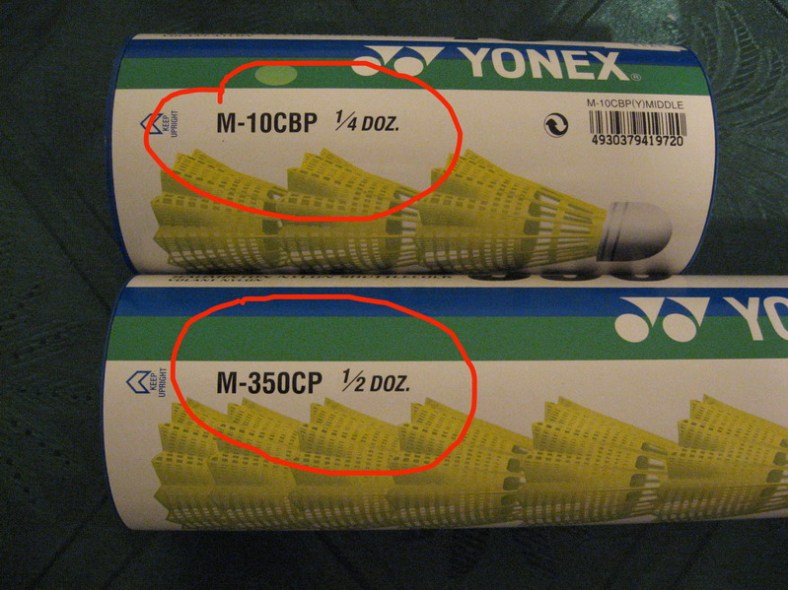 YONEX®
M-10CBP 1/4 DOZ.
KEEP
UPRIGHT
M-10CBP(Y)MIDDLE
4930379419720
YO
M-350CP 1/2 DOZ.
KEEP
UPRIGHT